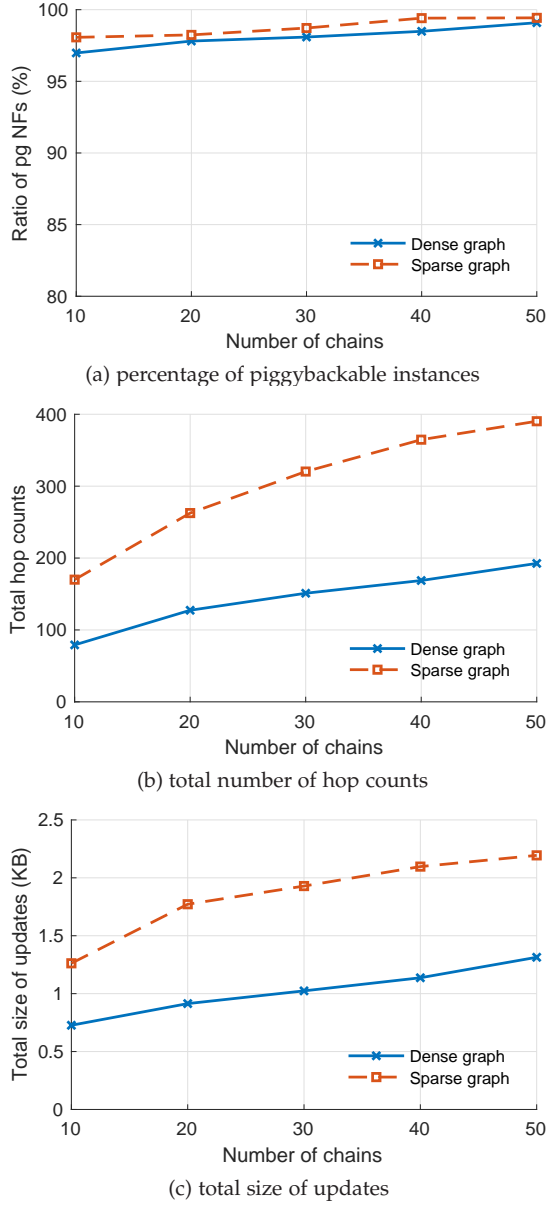 100
95
90
85
80
Ratio of pg NFs (%)
Dense graph
Sparse graph
10 20 30 40 50
Number of chains
(a) percentage of piggybackable instances
400
300
200
100
0
Total hop counts
Dense graph
Sparse graph
10 20 30 40 50
Number of chains
(b) total number of hop counts
2.5
2
1.5
1
0.5
0
Total size of updates (KB)
Dense graph
Sparse graph
10 20 30 40 50
Number of chains
(c) total size of updates